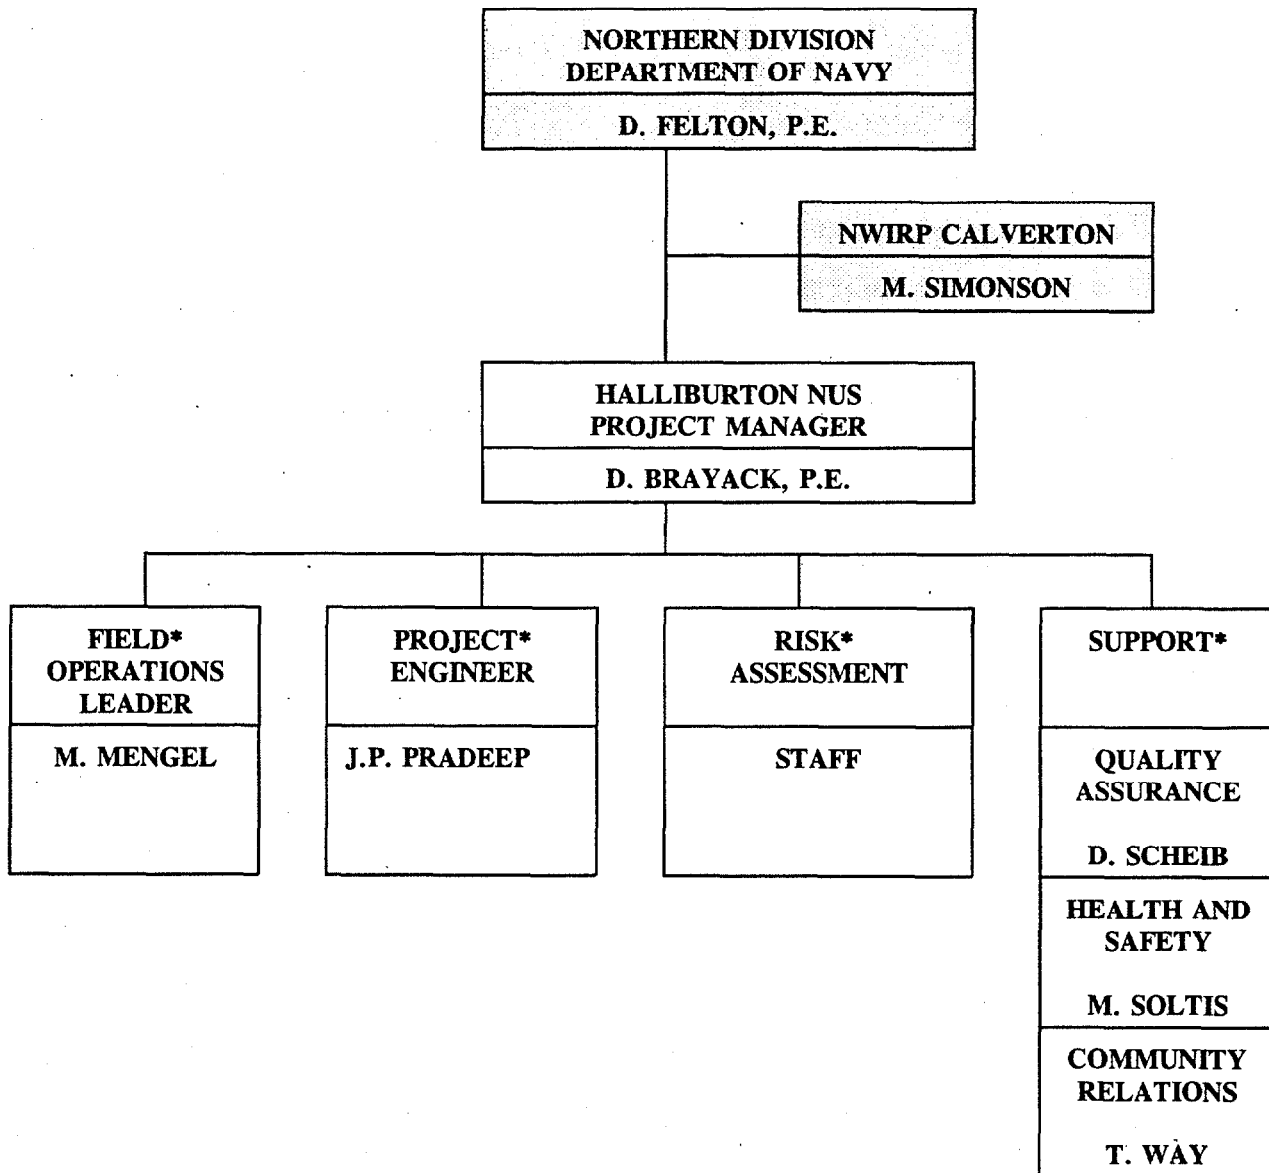 NORTHERN DIVISION
DEPARTMENT OF NAVY
D. FELTON, P.E.
NWIRP CALVERTON
M. SIMONSON
HALLIBURTON NUS
PROJECT MANAGER
D. BRAYACK, P.E.
FIELD*
OPERATIONS
LEADER
M. MENGEL
PROJECT*
ENGINEER
J.P. PRADEEP
RISK*
ASSESSMENT
STAFF
SUPPORT*
QUALITY
ASSURANCE
D. SCHEIB
HEALTH AND
SAFETY
M. SOLTIS
COMMUNITY
RELATIONS
T. WAY